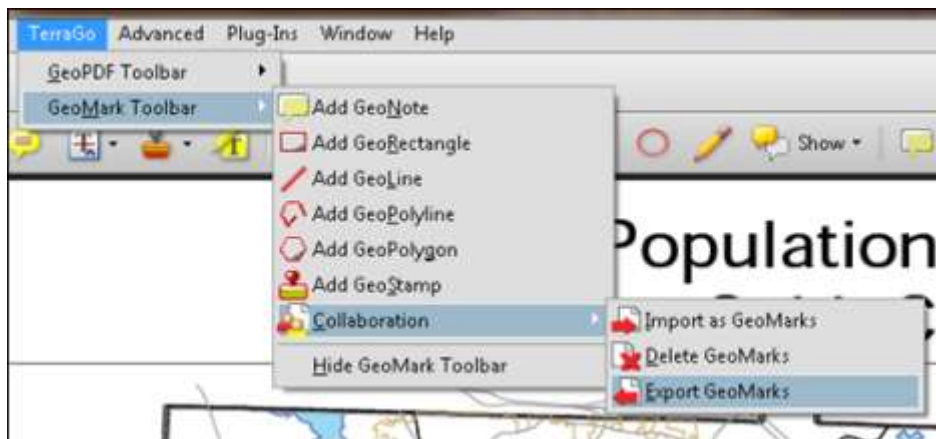 TerraGo Advanced Plug-Ins Window Help
GeoPDF Toolbar
GeoMark Toolbar
Add GeoNote
Add GeoRectangle
Show
Add GeoLine
Add GeoPolyline
Population
Add GeoPolygon
Add GeoStamp
Collaboration
Import as GeoMarks
Delete GeoMarks
Hide GeoMark Toolbar
Export GeoMarks